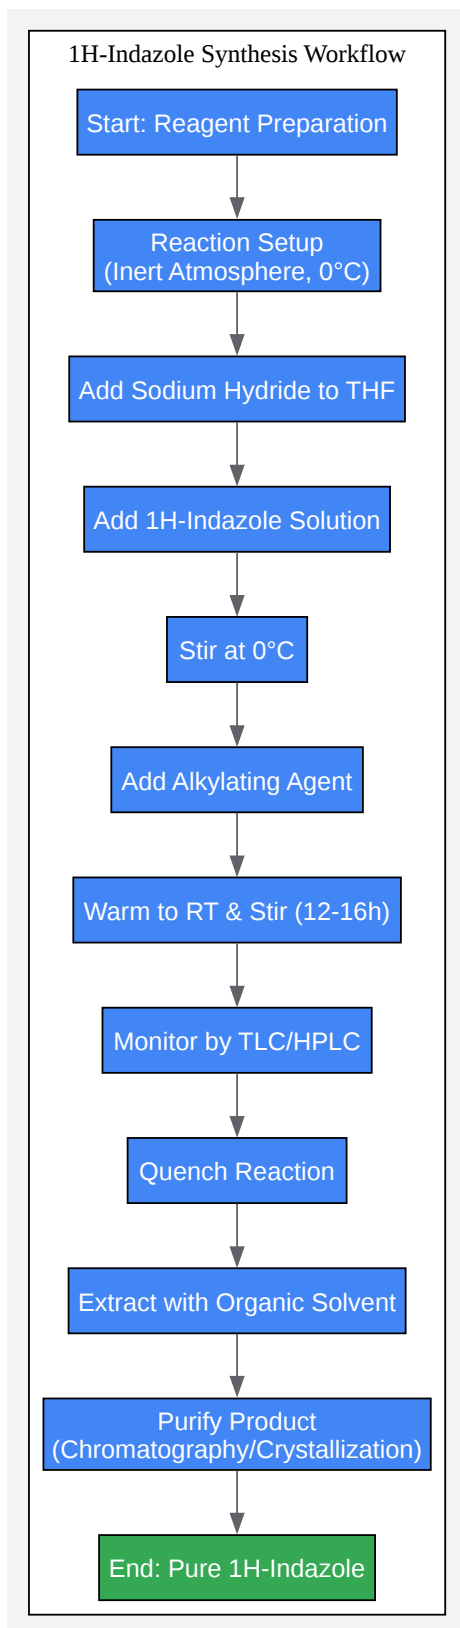 1H-Indazole Synthesis Workflow
Start: Reagent Preparation
Reaction Setup
(Inert Atmosphere, 0°C)
Add Sodium Hydride to THF
Add 1H-Indazole Solution
Stir at 0°C
Add Alkylating Agent
Warm to RT & Stir (12-16h)
Monitor by TLC/HPLC
Quench Reaction
Extract with Organic Solvent
Purify Product
(Chromatography/Crystallization)
End: Pure 1H-Indazole